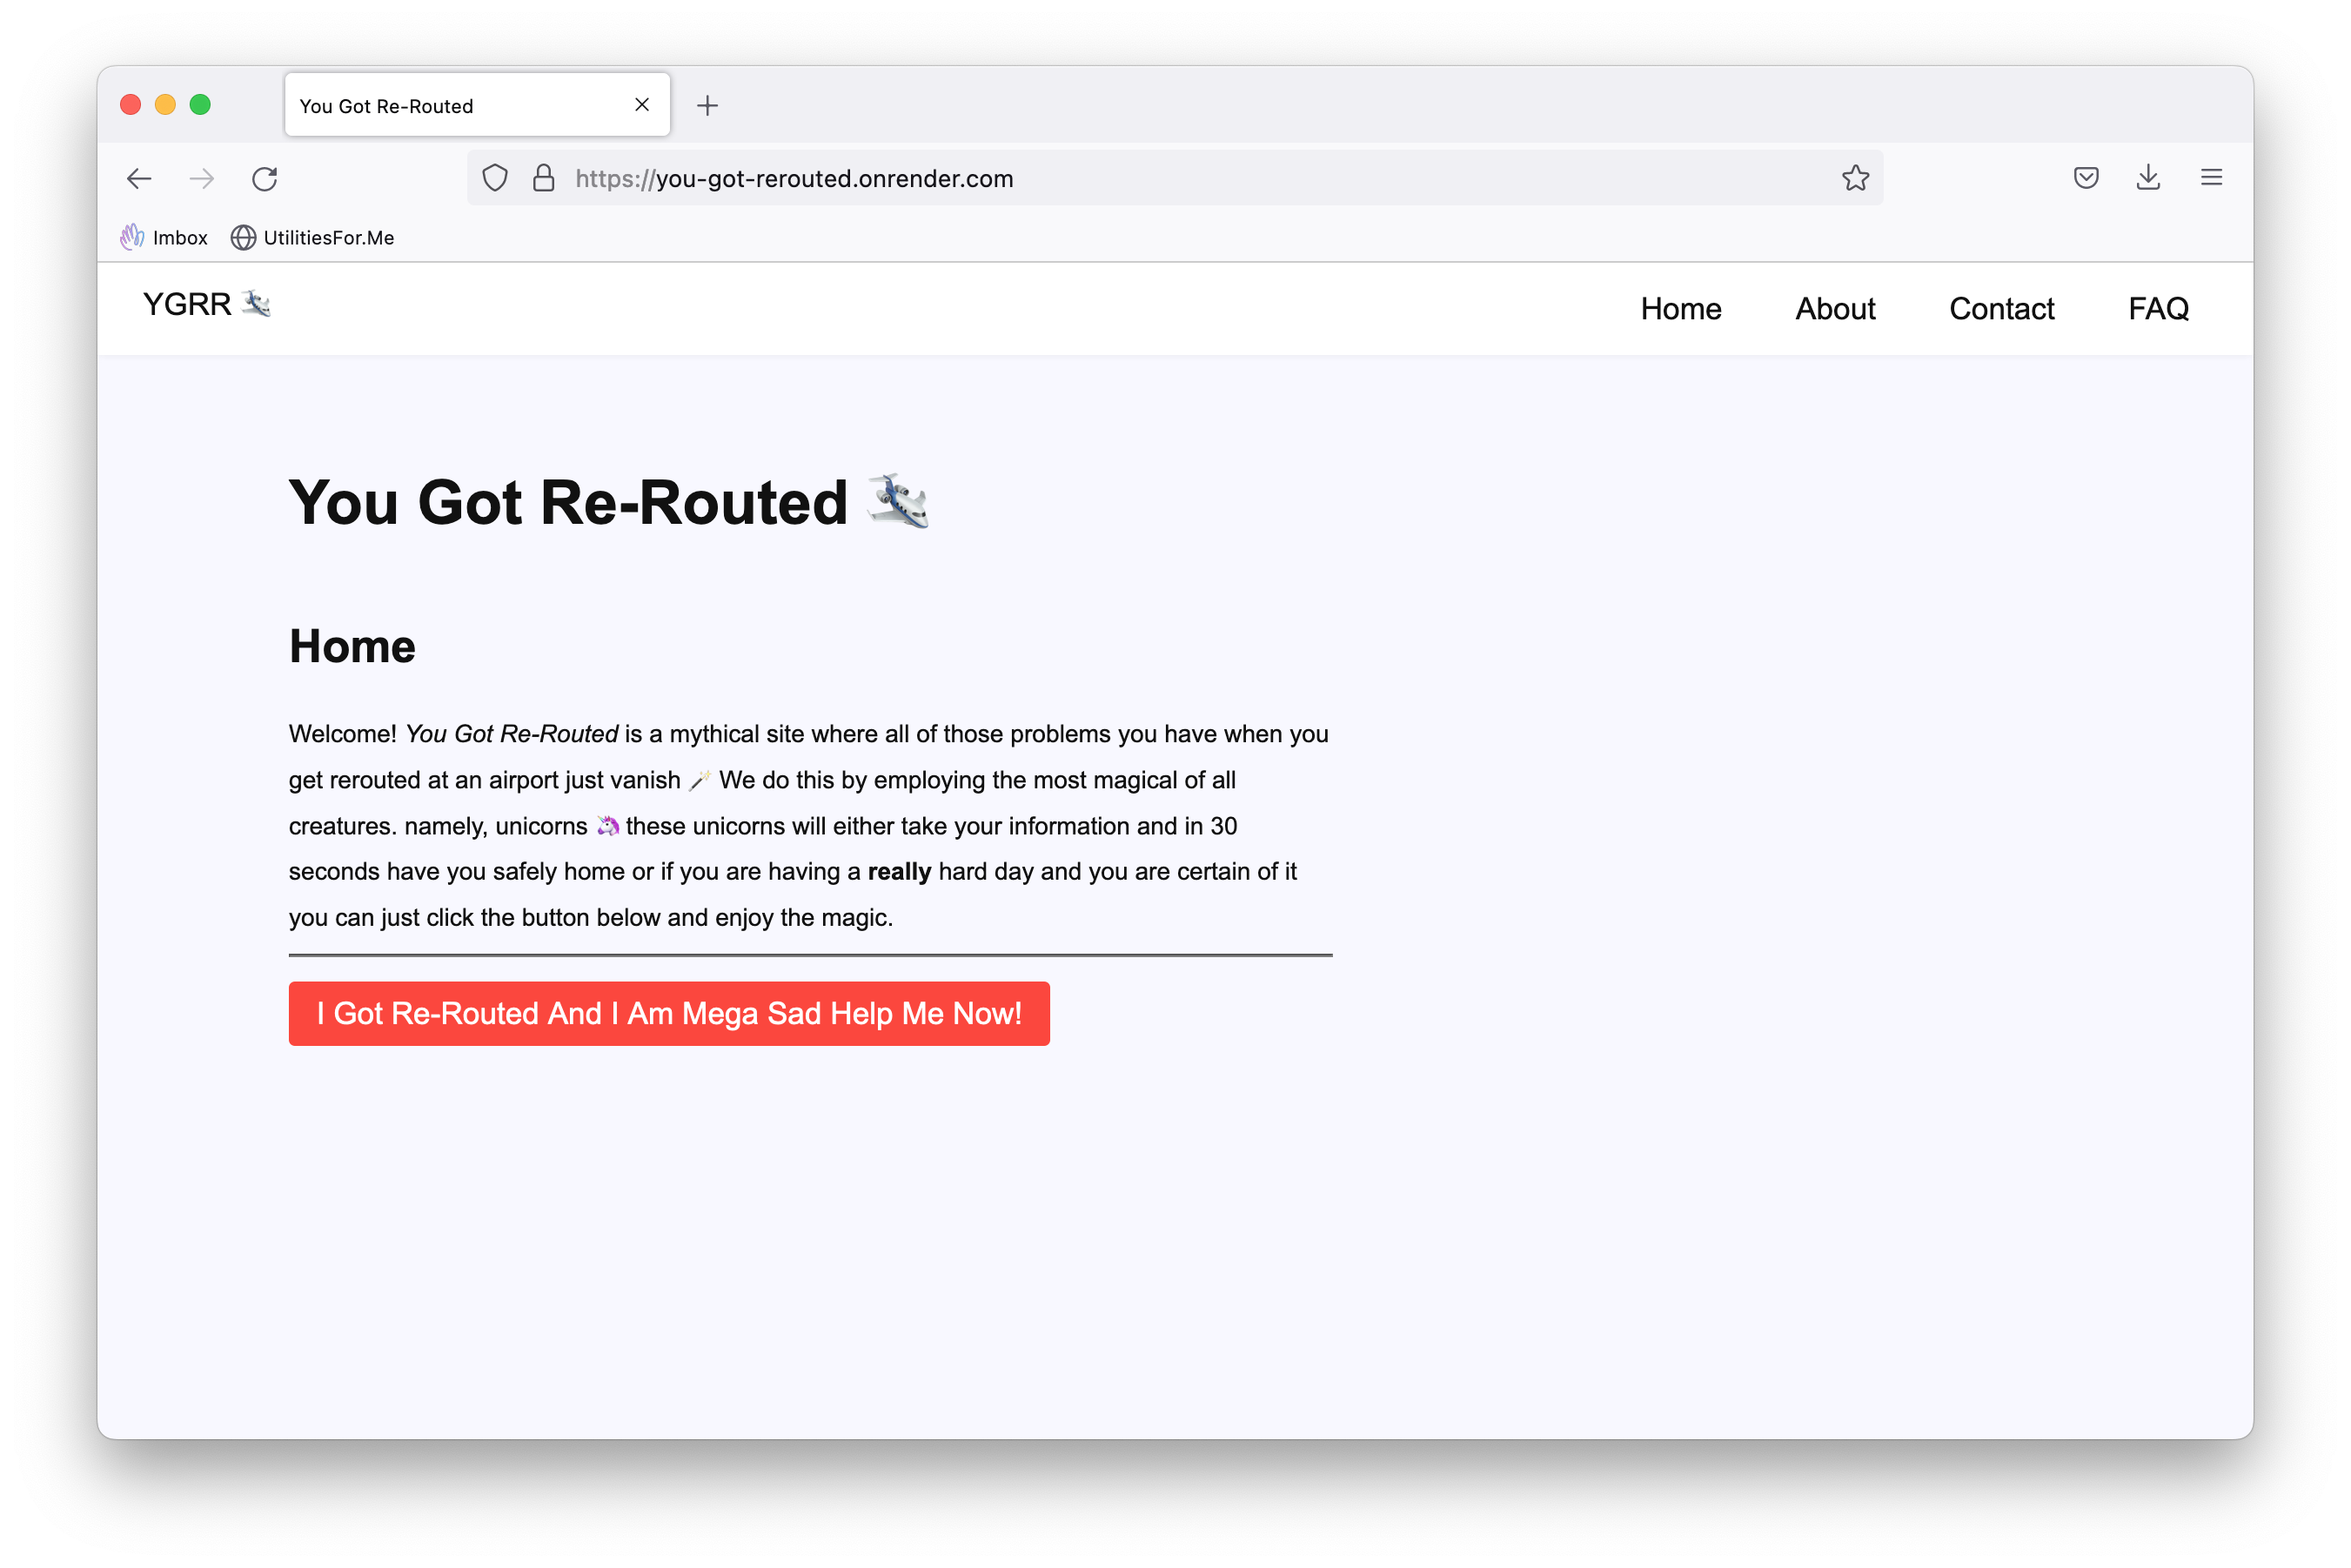 You Got Re-Routed
https://you-got-rerouted.onrender.com
Imbox UtilitiesFor.Me
YGRR 🛩️ Home About Contact FAQ
You Got Re-Routed 🛩️
Home
Welcome! You Got Re-Routed is a mythical site where all of those problems you have when you
get rerouted at an airport just vanish 🪄 We do this by employing the most magical of all
creatures. namely, unicorns 🦄 these unicorns will either take your information and in 30
seconds have you safely home or if you are having a really hard day and you are certain of it
you can just click the button below and enjoy the magic.
I Got Re-Routed And I Am Mega Sad Help Me Now!